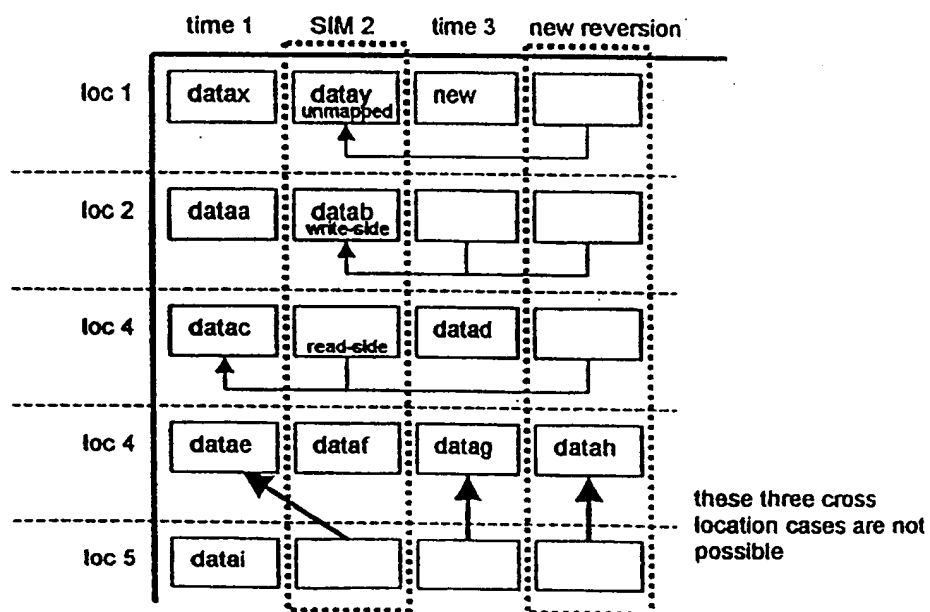 time 1 SIM 2 time 3 new reversion
loc 1 datax datay new
unmapped
loc 2 dataa datab
write-side
loc 4 datac datad
read-side
loc 4 datae dataf datag datah
these three cross
location cases are not
possible
loc 5 datai